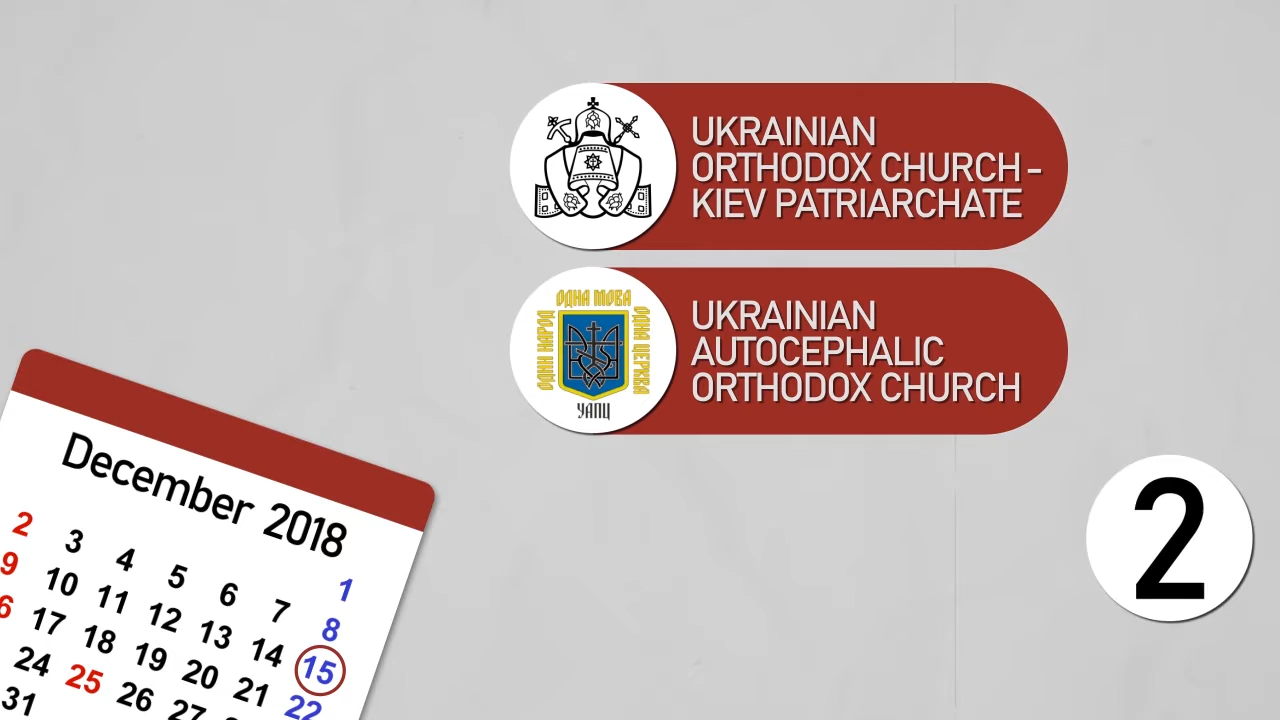 UKRAINIAN
ORTHODOX CHURCH -
KIEV PATRIARCHATE
ОДНА МОВА
ОДИН НАРОД
ОДНА ЦЕРКВА
УАПЦ
UKRAINIAN
AUTOCEPHALIC
ORTHODOX CHURCH
December 2018
1
2 3 4 5 6 7 8
9 10 11 12 13 14 15
6 17 18 19 20 21 22
24 25 26 27
31
2